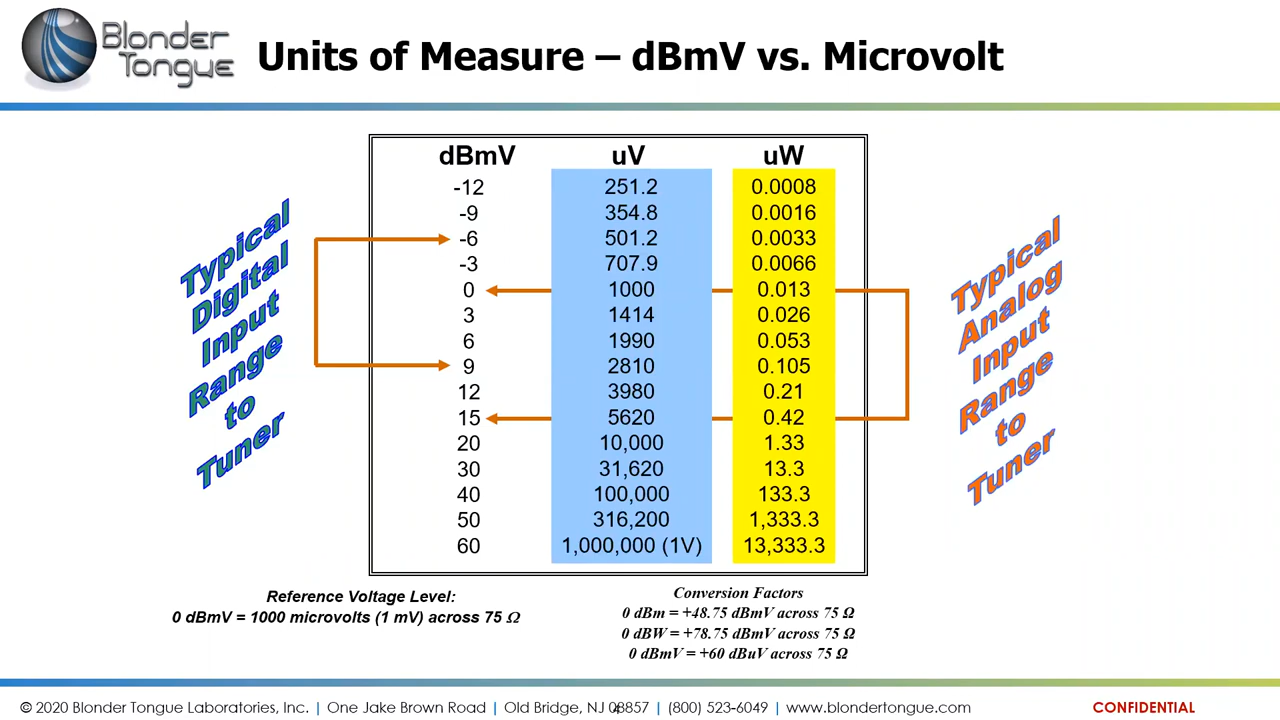 Blonder
Tongue
Units of Measure – dBmV vs. Microvolt
Typical
Digital
Input
Range
to
Tuner
dBmV uV uW
-12 251.2 0.0008
-9 354.8 0.0016
-6 501.2 0.0033
-3 707.9 0.0066
0 1000 0.013
3 1414 0.026
6 1990 0.053
9 2810 0.105
12 3980 0.21
15 5620 0.42
20 10,000 1.33
30 31,620 13.3
40 100,000 133.3
50 316,200 1,333.3
60 1,000,000 (1V) 13,333.3
Typical
Analog
Input
Range
to
Tuner
Reference Voltage Level:
0 dBmV = 1000 microvolts (1 mV) across 75 Ω
Conversion Factors
0 dBm = +48.75 dBmV across 75 Ω
0 dBW = +78.75 dBmV across 75 Ω
0 dBmV = +60 dBuV across 75 Ω
© 2020 Blonder Tongue Laboratories, Inc. | One Jake Brown Road | Old Bridge, NJ 08857 | (800) 523-6049 | www.blondertongue.com
CONFIDENTIAL